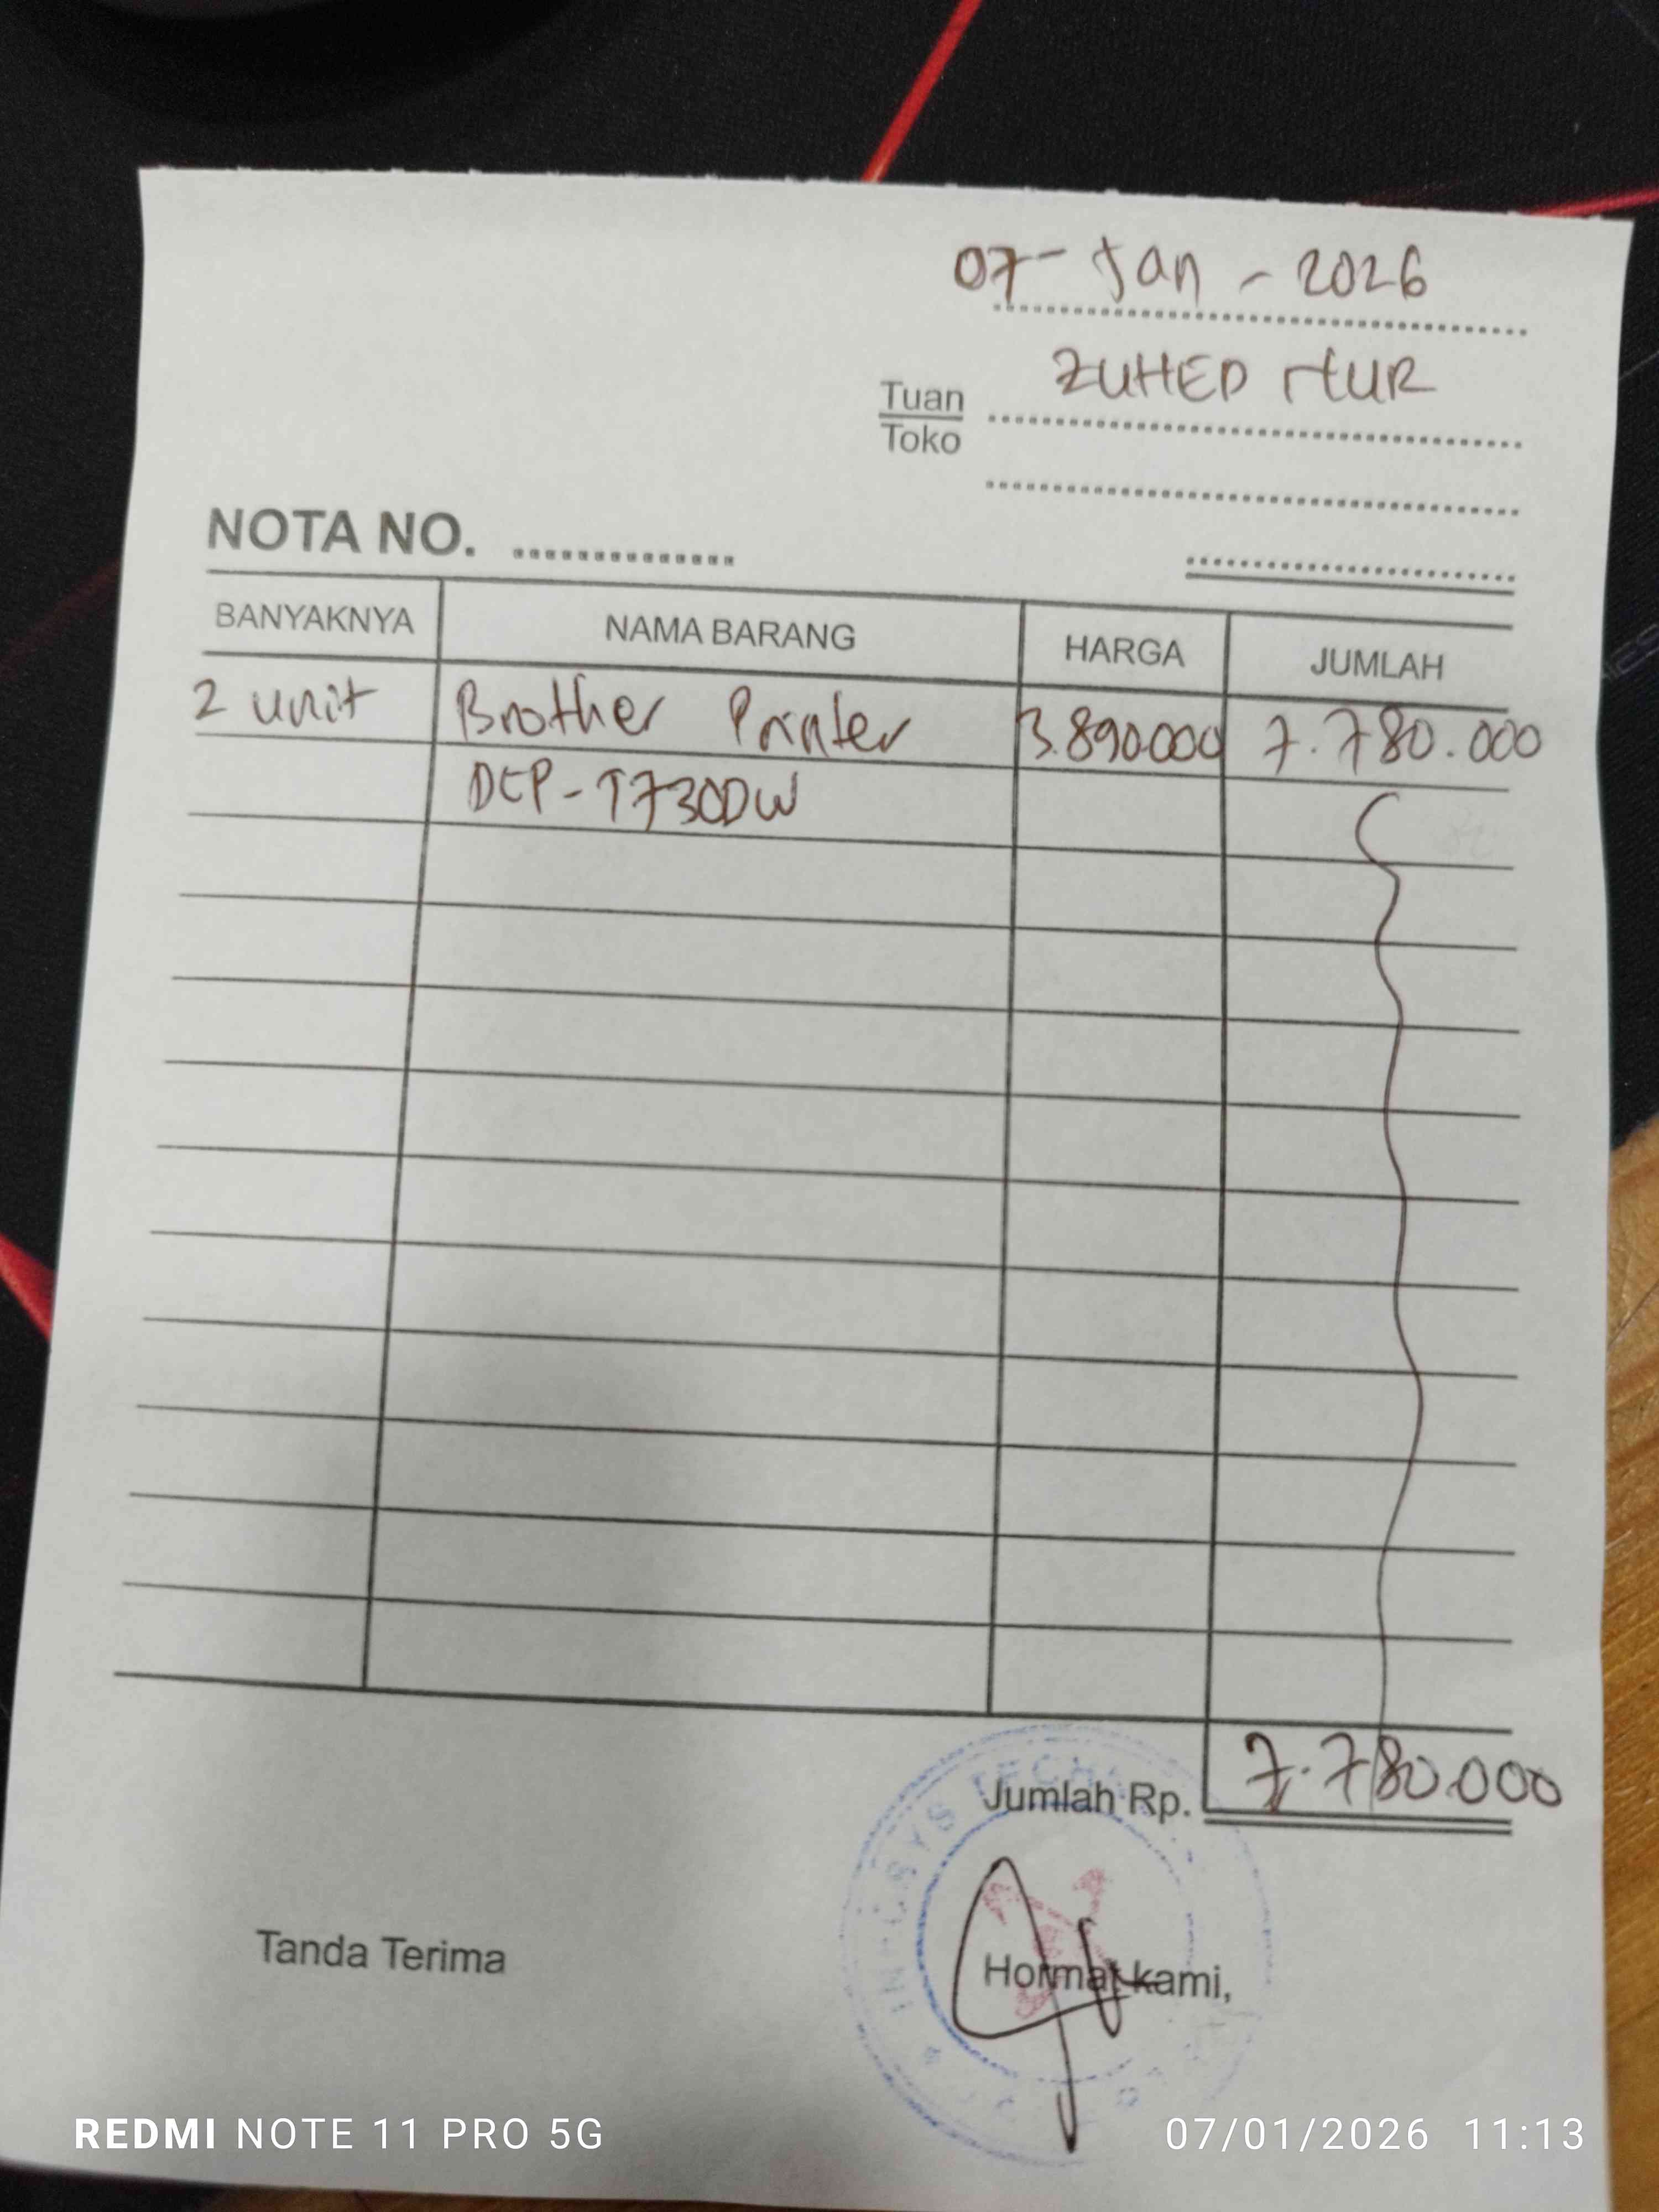 07 - Jan - 2026
Tuan ZUHED NUR
Toko
NOTA NO.
BANYAKNYA NAMA BARANG HARGA JUMLAH
2 unit Brother Printer 3.890.000 7.780.000
DCP-T730DW
Jumlah Rp. 7.780.000
INFOSYS TECH
Tanda Terima Hormat kami,
REDMI NOTE 11 PRO 5G 07/01/2026 11:13